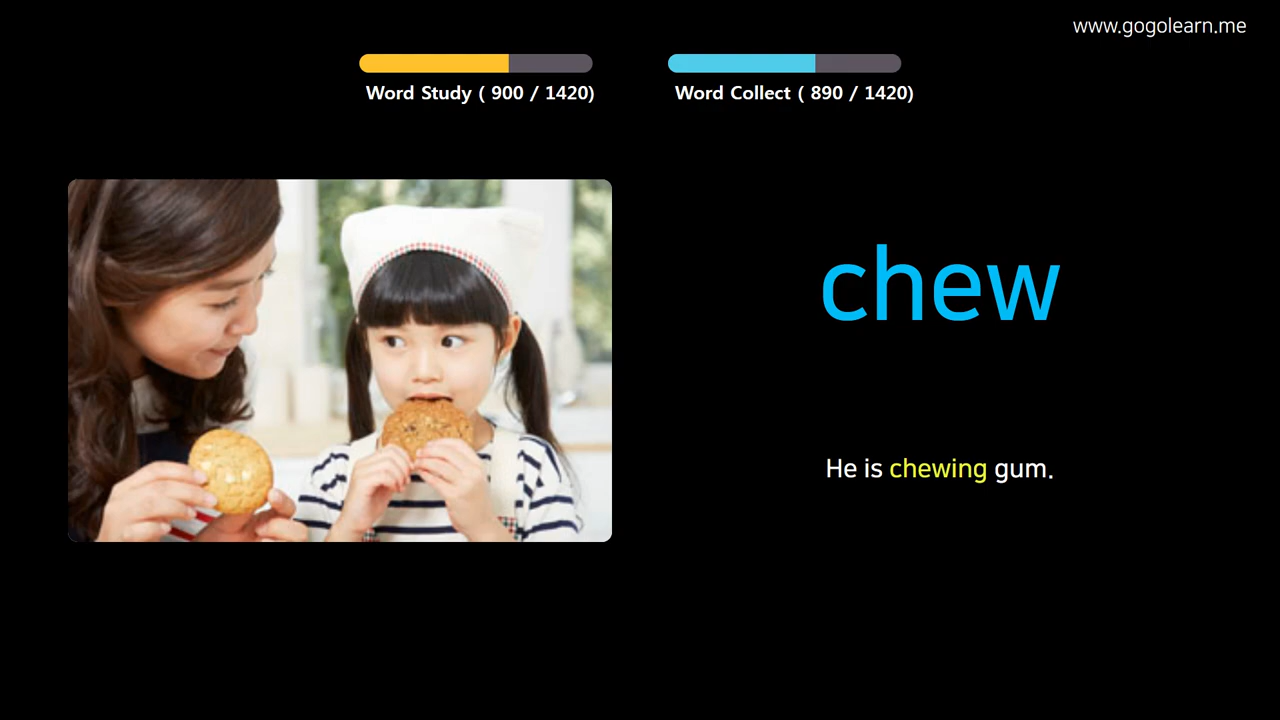 www.gogolearn.me
Word Study ( 900 / 1420)
Word Collect ( 890 / 1420)
chew
He is chewing gum.